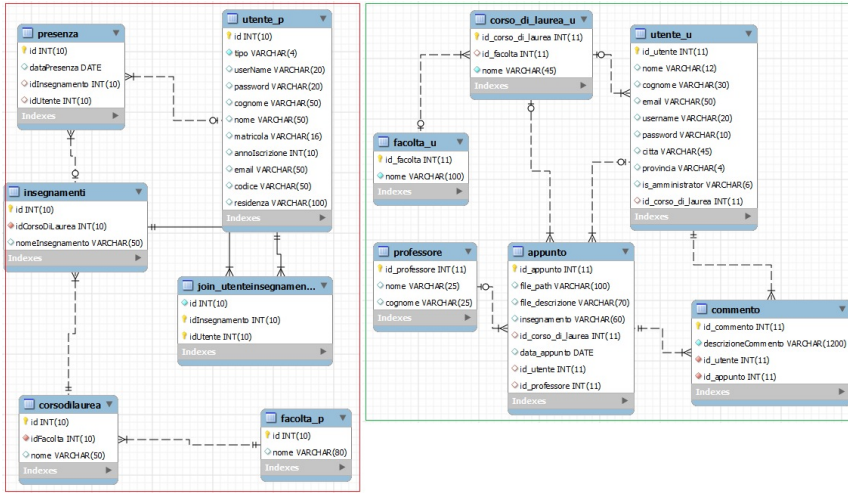 presenza
id INT(10)
dataPresenza DATE
idInsegnamento INT(10)
idUtente INT(10)
Indexes
utente_p
id INT(10)
tipo VARCHAR(4)
userName VARCHAR(20)
password VARCHAR(20)
cognome VARCHAR(50)
nome VARCHAR(50)
matricola VARCHAR(16)
annoIscrizione INT(10)
email VARCHAR(50)
codice VARCHAR(50)
residenza VARCHAR(100)
Indexes
insegnamenti
id INT(10)
idCorsoDiLaurea INT(10)
nomeInsegnamento VARCHAR(50)
Indexes
join_utenteinsegnamen...
id INT(10)
idInsegnamento INT(10)
idUtente INT(10)
Indexes
corsodilaurea
id INT(10)
idFacolta INT(10)
nome VARCHAR(50)
Indexes
facolta_p
id INT(10)
nome VARCHAR(80)
Indexes
corso_di_laurea_u
id_corso_di_laurea INT(11)
id_facolta INT(11)
nome VARCHAR(45)
Indexes
utente_u
id_utente INT(11)
nome VARCHAR(12)
cognome VARCHAR(30)
email VARCHAR(50)
username VARCHAR(20)
password VARCHAR(10)
citta VARCHAR(45)
provincia VARCHAR(4)
is_amministrator VARCHAR(6)
id_corso_di_laurea INT(11)
Indexes
facolta_u
id_facolta INT(11)
nome VARCHAR(100)
Indexes
professore
id_professore INT(11)
nome VARCHAR(25)
cognome VARCHAR(25)
Indexes
appunto
id_appunto INT(11)
file_path VARCHAR(100)
file_descrizione VARCHAR(70)
insegnamento VARCHAR(60)
id_corso_di_laurea INT(11)
data_appunto DATE
id_utente INT(11)
id_professore INT(11)
Indexes
commento
id_commento INT(11)
descrizioneCommento VARCHAR(1200)
id_utente INT(11)
id_appunto INT(11)
Indexes